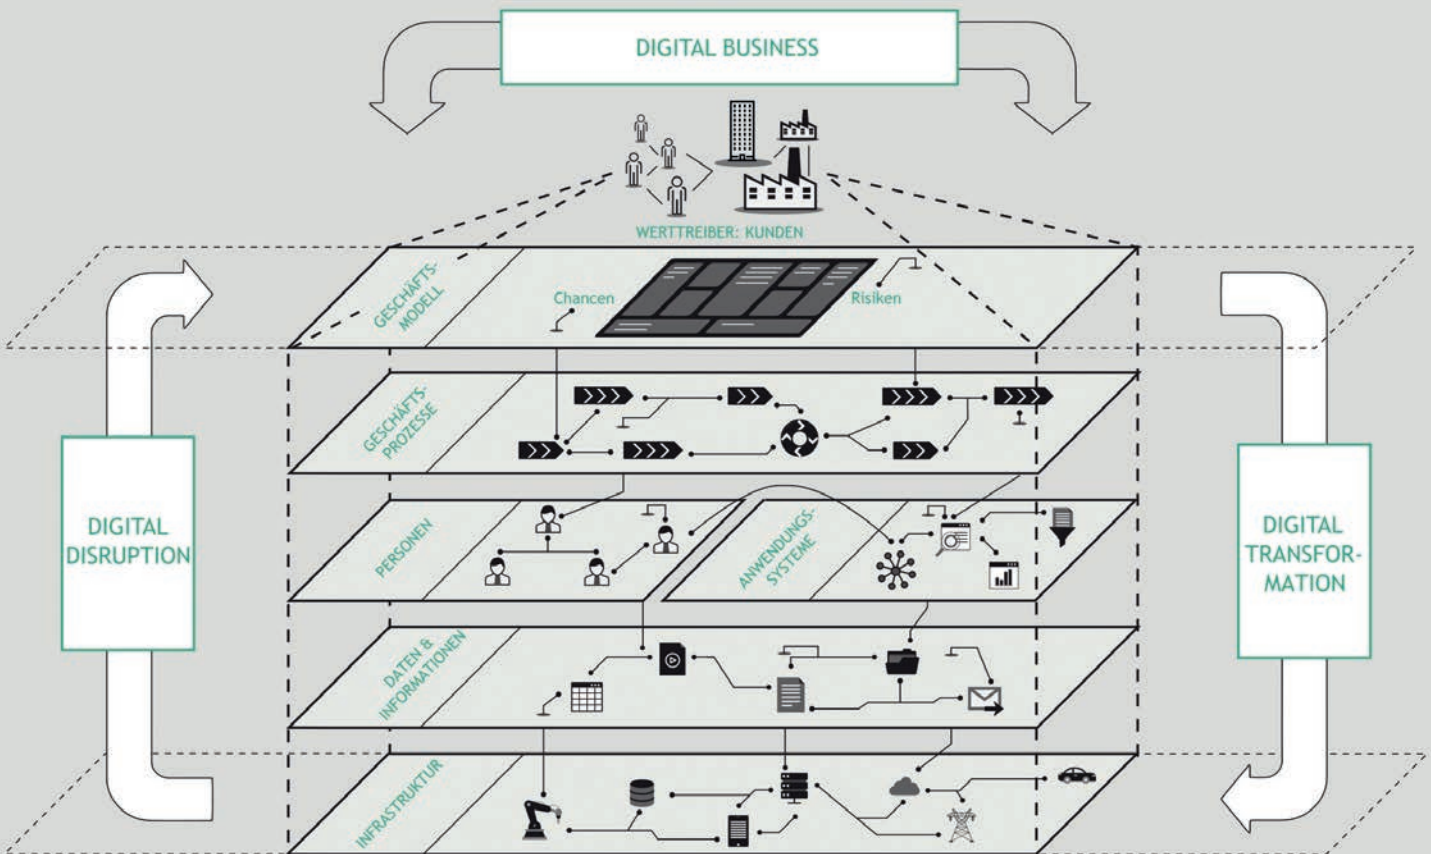 DIGITAL BUSINESS
WERTTREIBER: KUNDEN
GESCHÄFTS-
MODELL
Chancen
Risiken
GESCHÄFTS-
PROZESSE
DIGITAL
DISRUPTION
PERSONEN
ANWENDUNGS-
SYSTEME
DIGITAL
TRANSFOR-
MATION
DATEN &
INFORMATIONEN
INFRASTRUKTUR